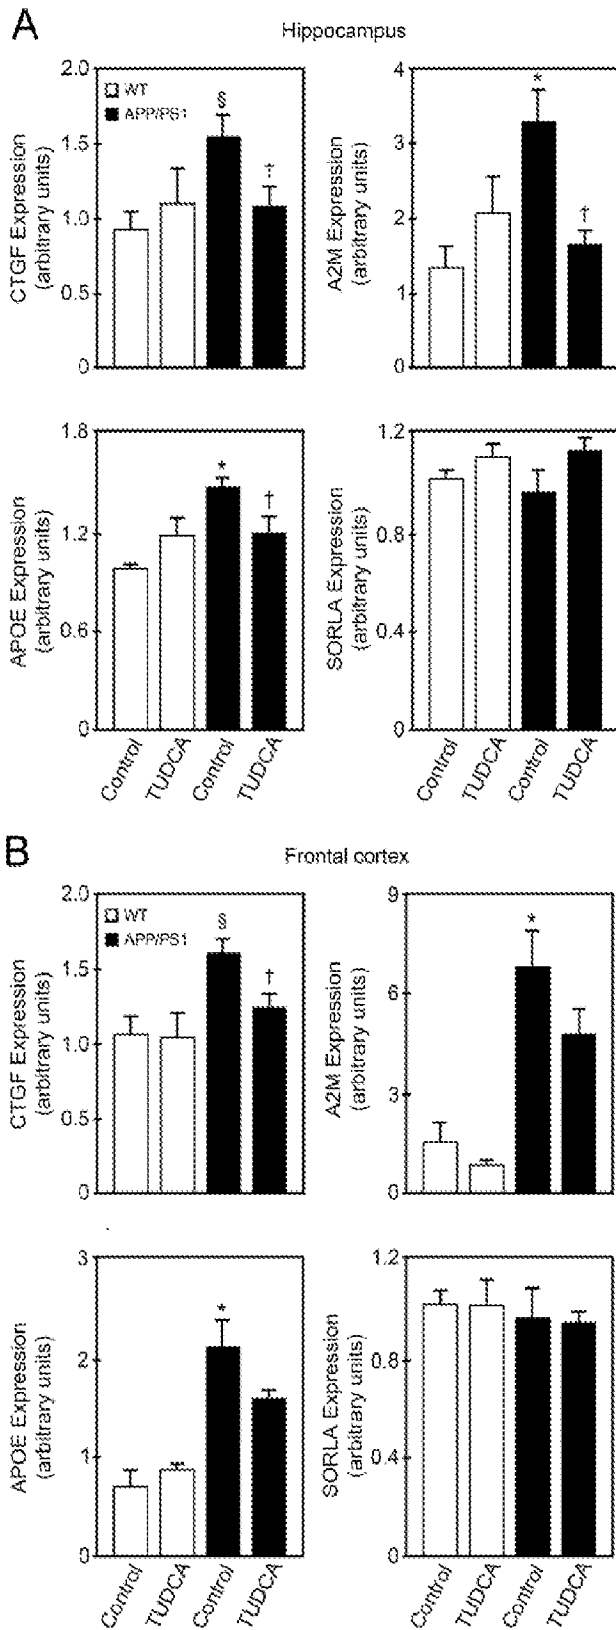 A
Hippocampus
CTGF Expression
(arbitrary units)
2.0
1.5
1.0
0.5
0
WT
APP/PS1
§
†
A2M Expression
(arbitrary units)
4
3
2
1
0
*
†
APOE Expression
(arbitrary units)
1.8
1.2
0.6
0
*
†
Control
TUDCA
Control
TUDCA
SORLA Expression
(arbitrary units)
1.2
0.8
0.4
0
Control
TUDCA
Control
TUDCA
B
Frontal cortex
CTGF Expression
(arbitrary units)
2.0
1.5
1.0
0.5
0
WT
APP/PS1
§
†
A2M Expression
(arbitrary units)
9
6
3
0
*
APOE Expression
(arbitrary units)
3
2
1
0
*
Control
TUDCA
Control
TUDCA
SORLA Expression
(arbitrary units)
1.2
0.8
0.4
0
Control
TUDCA
Control
TUDCA